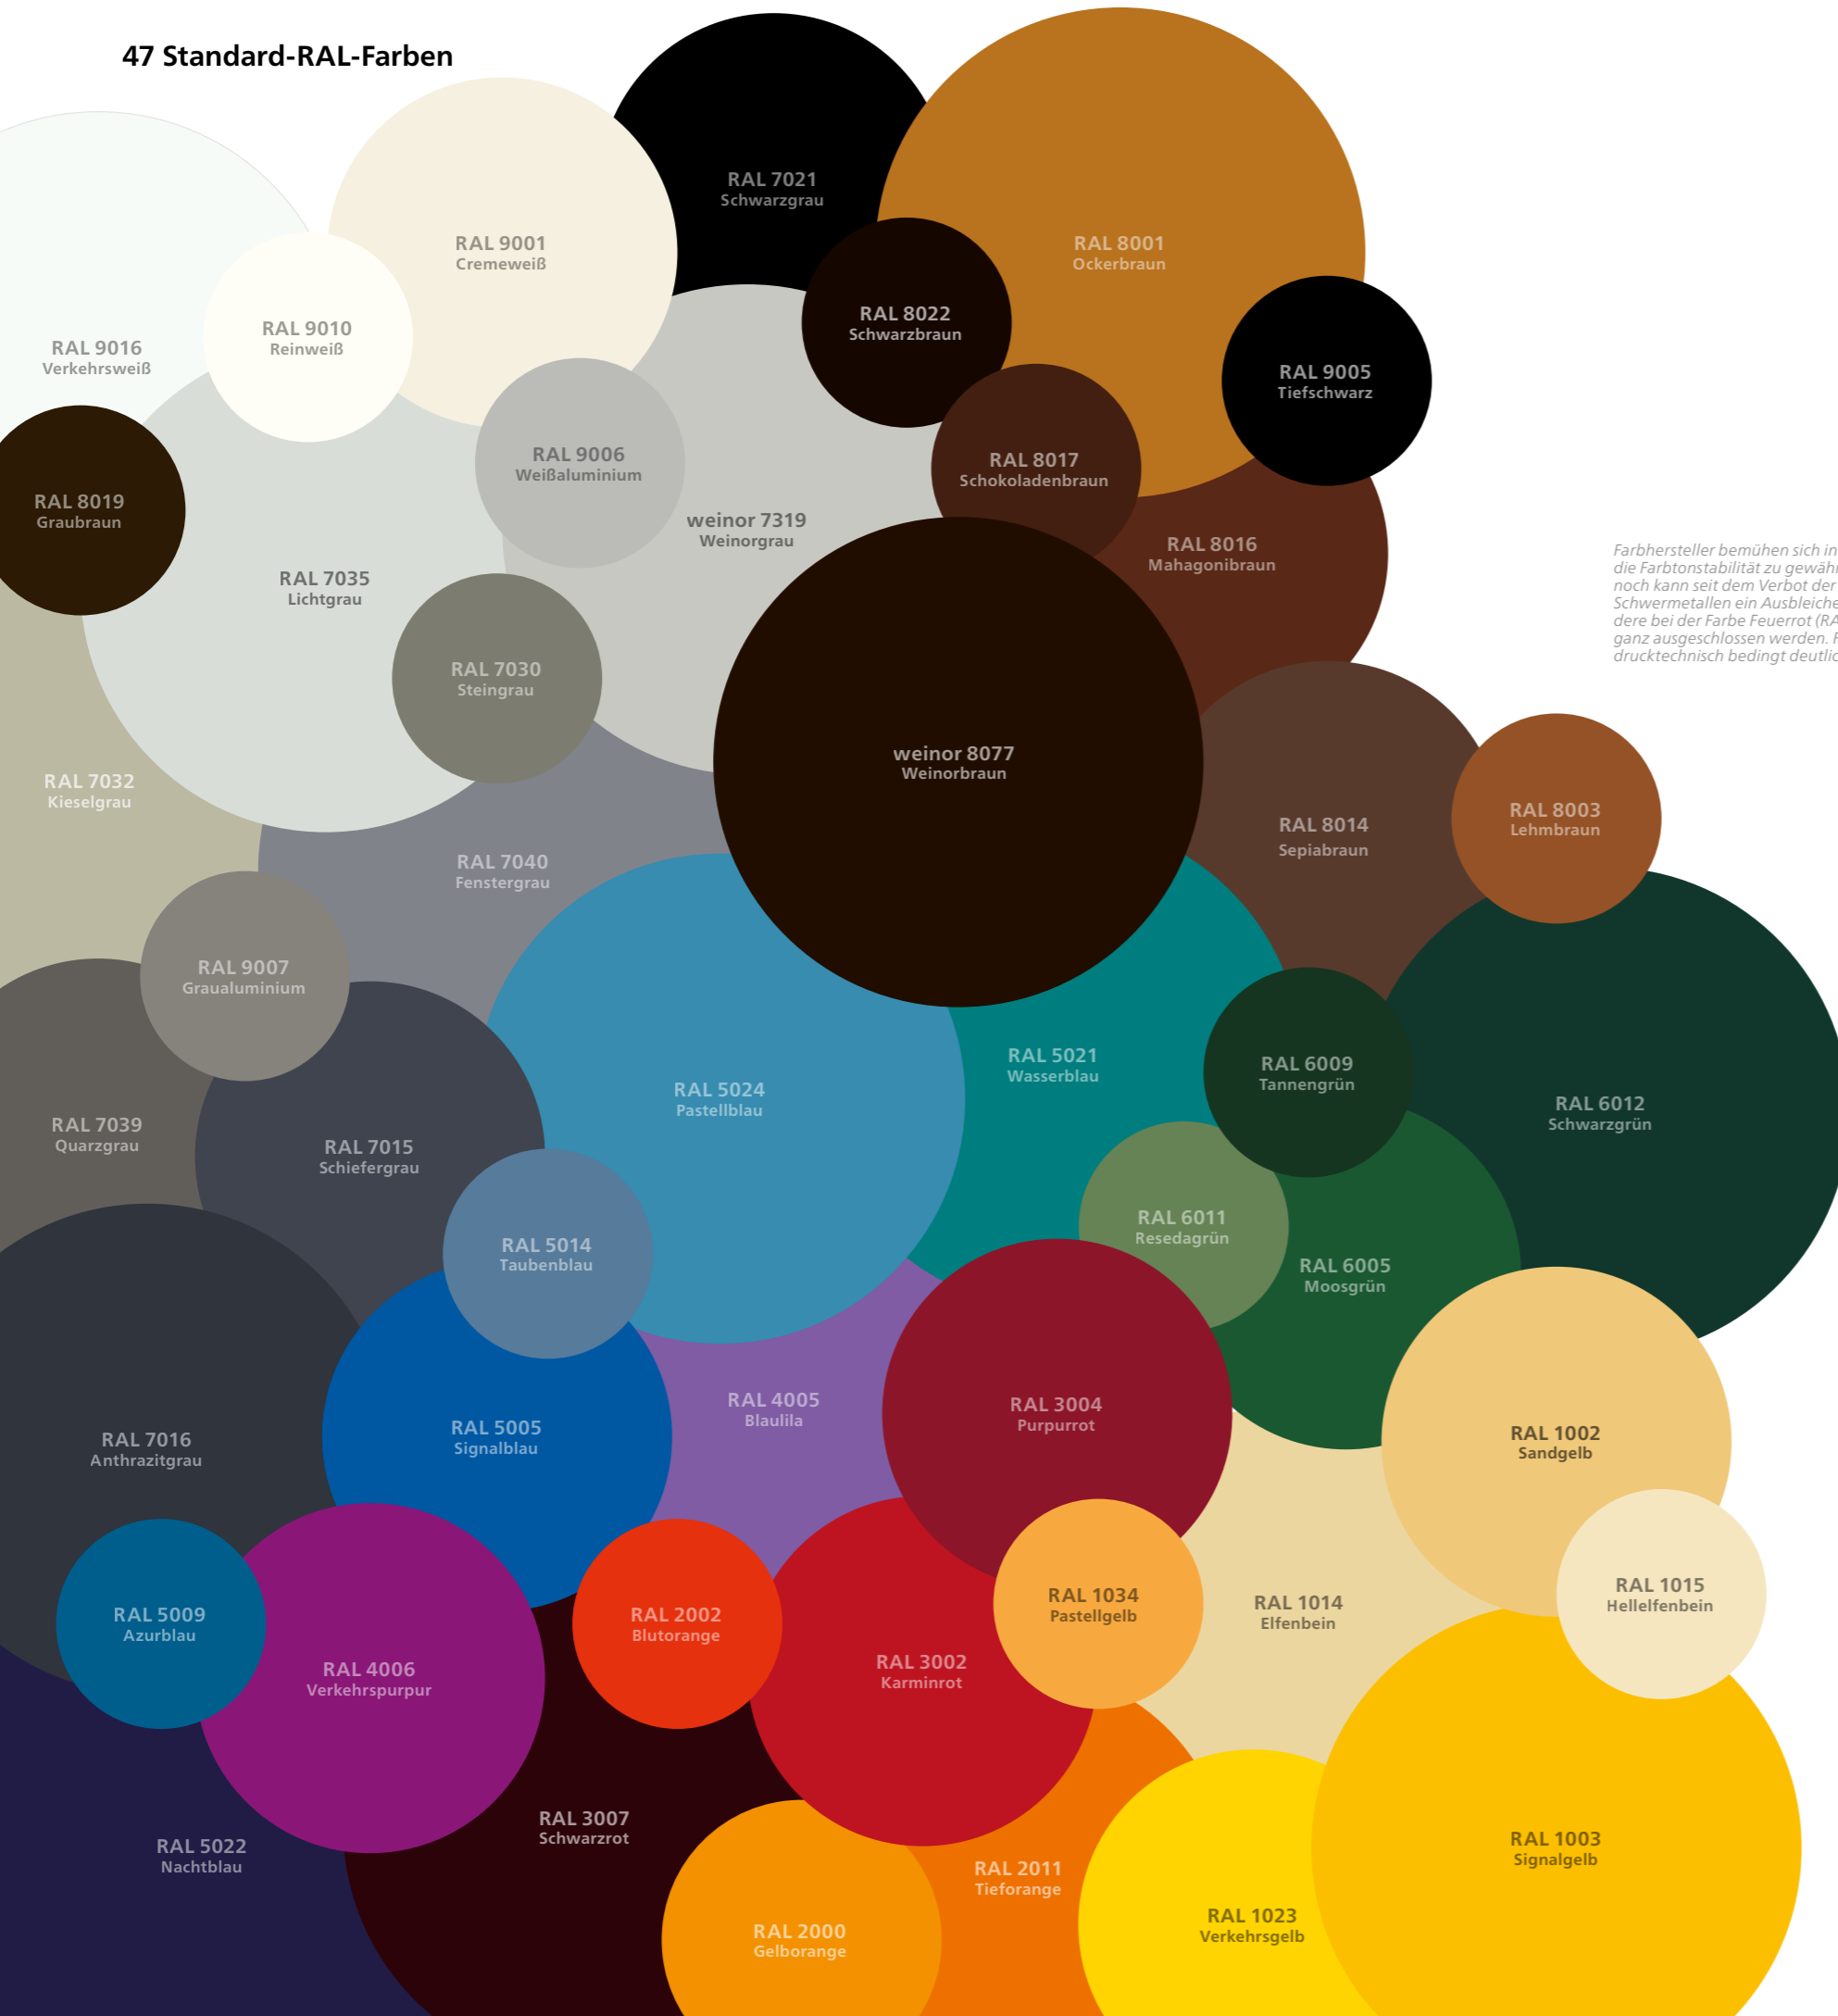 47 Standard-RAL-Farben
RAL 7021
Schwarzgrau
RAL 9001
Cremeweiß
RAL 8001
Ockerbraun
RAL 8022
Schwarzbraun
RAL 9010
Reinweiß
RAL 9016
Verkehrsweiß
RAL 9005
Tiefschwarz
RAL 9006
Weißaluminium
RAL 8017
Schokoladenbraun
RAL 8019
Graubraun
weinor 7319
Weinorgrau
RAL 8016
Mahagonibraun
Farbhersteller bemühen sich in
die Farbtonstabilität zu
noch kann seit dem Verbot der
Schwermetallen ein
dere bei der Farbe Feuerrot
ganz ausgeschlossen werden.
drucktechnisch bedingt
RAL 7035
Lichtgrau
RAL 7030
Steingrau
weinor 8077
Weinorbraun
RAL 7032
Kieselgrau
RAL 8003
Lehmbraun
RAL 8014
Sepiabraun
RAL 7040
Fenstergrau
RAL 9007
Graualuminium
RAL 5021
Wasserblau
RAL 6009
Tannengrün
RAL 5024
Pastellblau
RAL 6012
Schwarzgrün
RAL 7039
Quarzgrau
RAL 7015
Schiefergrau
RAL 6011
Resedagrün
RAL 5014
Taubenblau
RAL 6005
Moosgrün
RAL 4005
Blaulila
RAL 3004
Purpurrot
RAL 5005
Signalblau
RAL 1002
Sandgelb
RAL 7016
Anthrazitgrau
RAL 1015
Hellelfenbein
RAL 1034
Pastellgelb
RAL 1014
Elfenbein
RAL 5009
Azurblau
RAL 2002
Blutorange
RAL 3002
Karminrot
RAL 4006
Verkehrspurpur
RAL 3007
Schwarzrot
RAL 1003
Signalgelb
RAL 5022
Nachtblau
RAL 2011
Tieforange
RAL 1023
Verkehrsgelb
RAL 2000
Gelborange